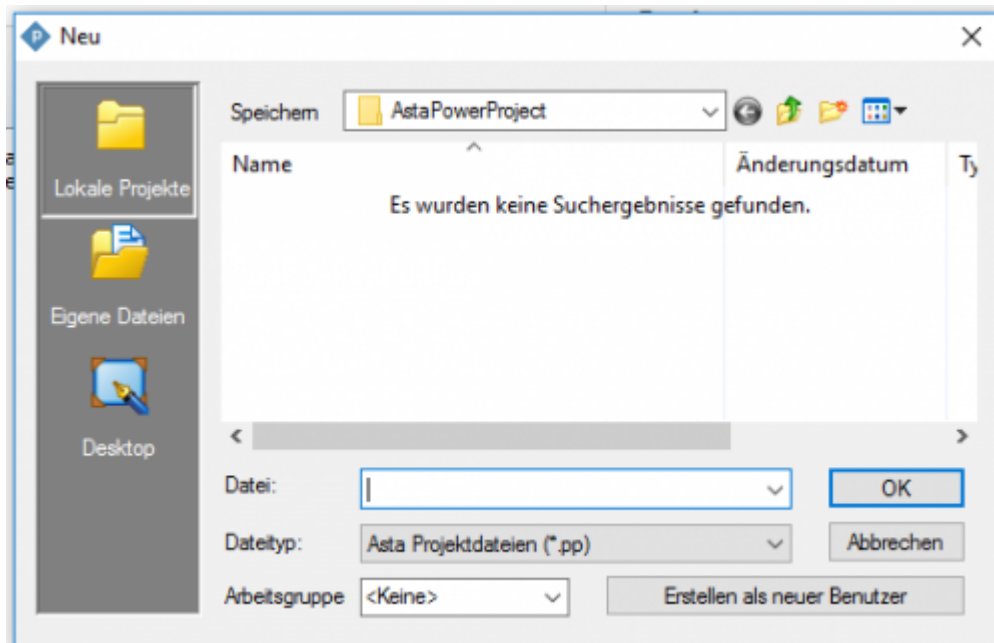 Neu
Speichern AstaPowerProject
Name Änderungsdatum
Es wurden keine Suchergebnisse gefunden.
Lokale Projekte
Eigene Dateien
Desktop
Datei:
OK
Dateityp: Asta Projektdateien (*.pp)
Abbrechen
Arbeitsgruppe <Keine>
Erstellen als neuer Benutzer